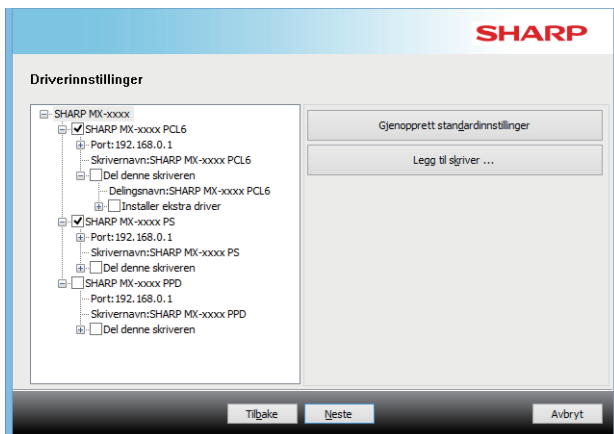 SHARP
Driverinnstillinger
SHARP MX-xxxx
SHARP MX-xxxx PCL6
Port:192.168.0.1
Skrivernavn:SHARP MX-xxxx PCL6
Del denne skriveren
Delingsnavn:SHARP MX-xxxx PCL6
Installer ekstra driver
SHARP MX-xxxx PS
Port:192.168.0.1
Skrivernavn:SHARP MX-xxxx PS
Del denne skriveren
SHARP MX-xxxx PPD
Port:192.168.0.1
Skrivernavn:SHARP MX-xxxx PPD
Del denne skriveren
Gjenopprett standardinnstillinger
Legg til skriver ...
Tilbake Neste Avbryt